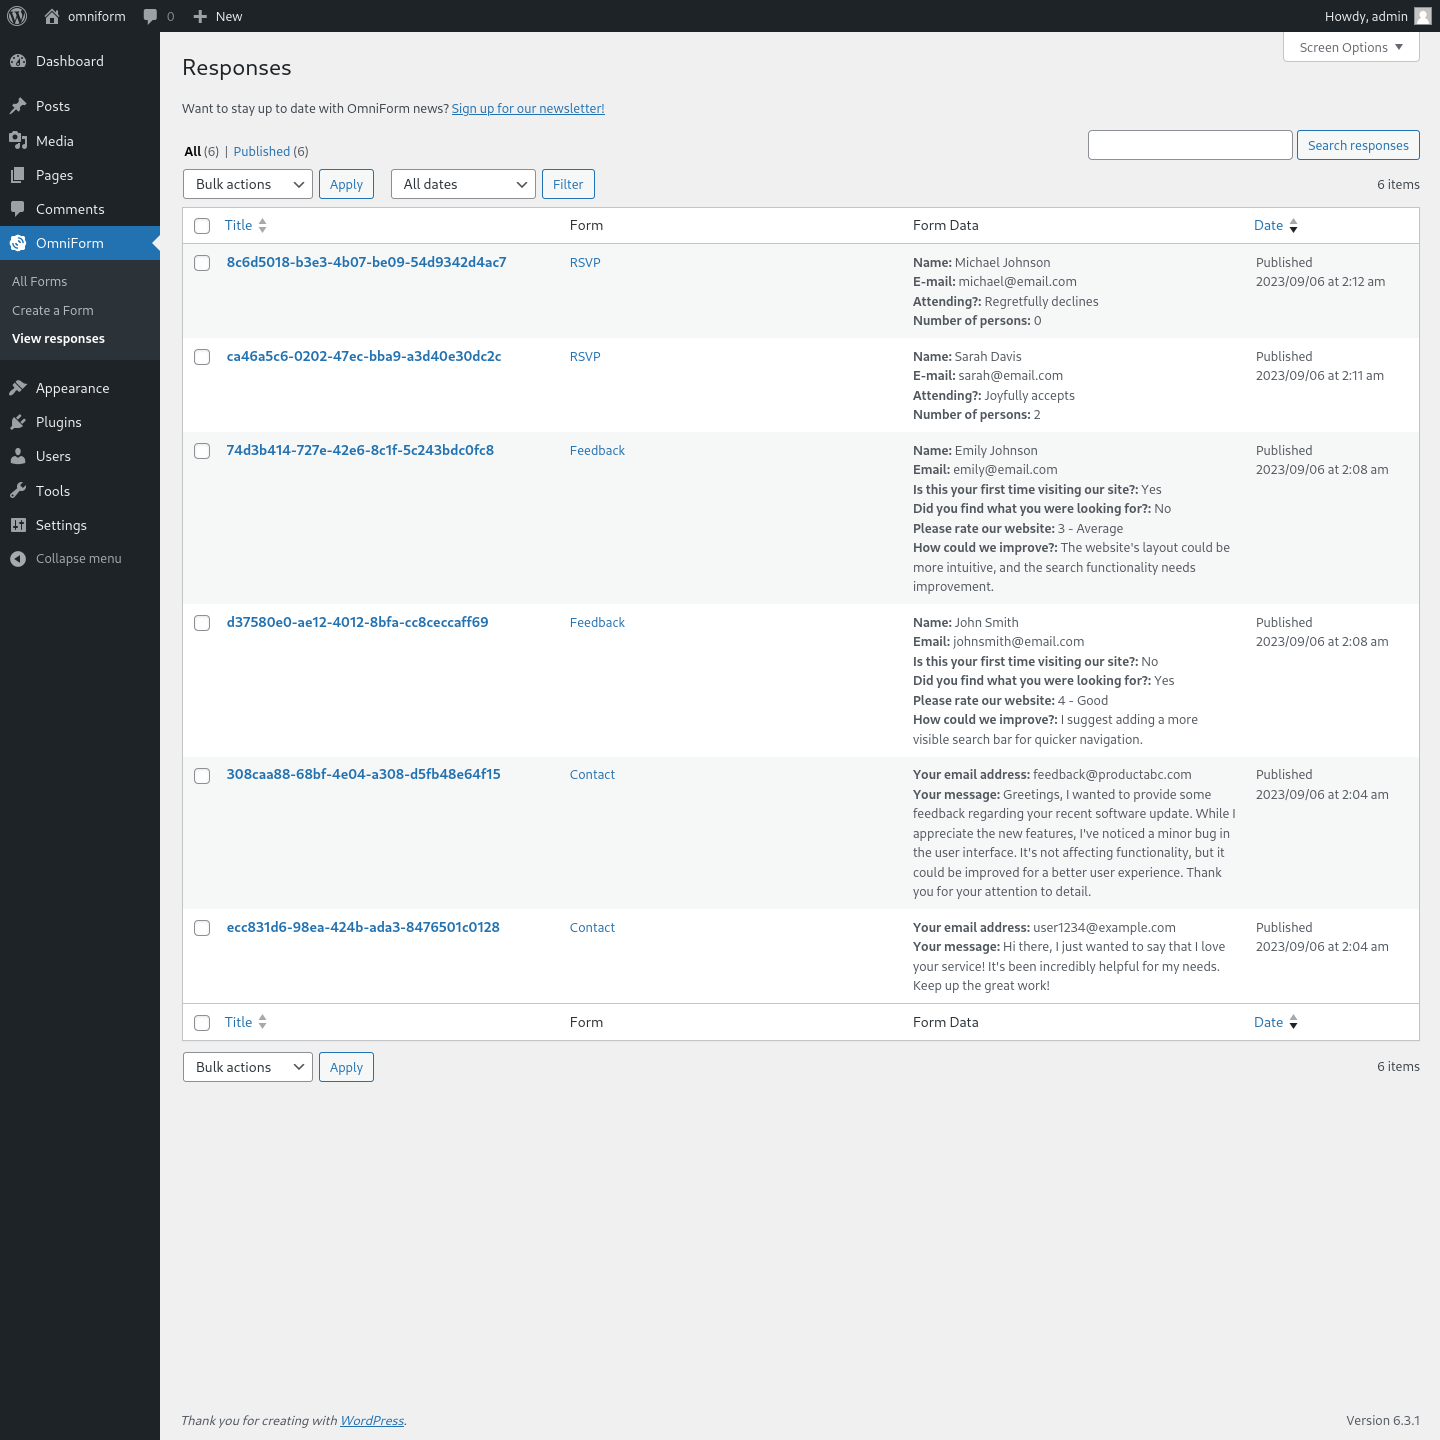 omniform 0 New Howdy, admin
Dashboard
Posts
Media
Pages
Comments
OmniForm
All Forms
Create a Form
View responses
Appearance
Plugins
Users
Tools
Settings
Collapse menu
Screen Options
Responses
Want to stay up to date with OmniForm news? Sign up for our newsletter!
All (6) | Published (6)
Search responses
Bulk actions Apply All dates Filter 6 items
Title Form Form Data Date
8c6d5018-b3e3-4b07-be09-54d9342d4ac7 RSVP Name: Michael Johnson Published
E-mail: michael@email.com 2023/09/06 at 2:12 am
Attending?: Regretfully declines
Number of persons: 0
ca46a5c6-0202-47ec-bba9-a3d40e30dc2c RSVP Name: Sarah Davis Published
E-mail: sarah@email.com 2023/09/06 at 2:11 am
Attending?: Joyfully accepts
Number of persons: 2
74d3b414-727e-42e6-8c1f-5c243bdc0fc8 Feedback Name: Emily Johnson Published
Email: emily@email.com 2023/09/06 at 2:08 am
Is this your first time visiting our site?: Yes
Did you find what you were looking for?: No
Please rate our website: 3 - Average
How could we improve?: The website's layout could be
more intuitive, and the search functionality needs
improvement.
d37580e0-ae12-4012-8bfa-cc8ceccaff69 Feedback Name: John Smith Published
Email: johnsmith@email.com 2023/09/06 at 2:08 am
Is this your first time visiting our site?: No
Did you find what you were looking for?: Yes
Please rate our website: 4 - Good
How could we improve?: I suggest adding a more
visible search bar for quicker navigation.
308caa88-68bf-4e04-a308-d5fb48e64f15 Contact Your email address: feedback@productabc.com Published
Your message: Greetings, I wanted to provide some 2023/09/06 at 2:04 am
feedback regarding your recent software update. While I
appreciate the new features, I've noticed a minor bug in
the user interface. It's not affecting functionality, but it
could be improved for a better user experience. Thank
you for your attention to detail.
ecc831d6-98ea-424b-ada3-8476501c0128 Contact Your email address: user1234@example.com Published
Your message: Hi there, I just wanted to say that I love 2023/09/06 at 2:04 am
your service! It's been incredibly helpful for my needs.
Keep up the great work!
Title Form Form Data Date
Bulk actions Apply 6 items
Thank you for creating with WordPress. Version 6.3.1